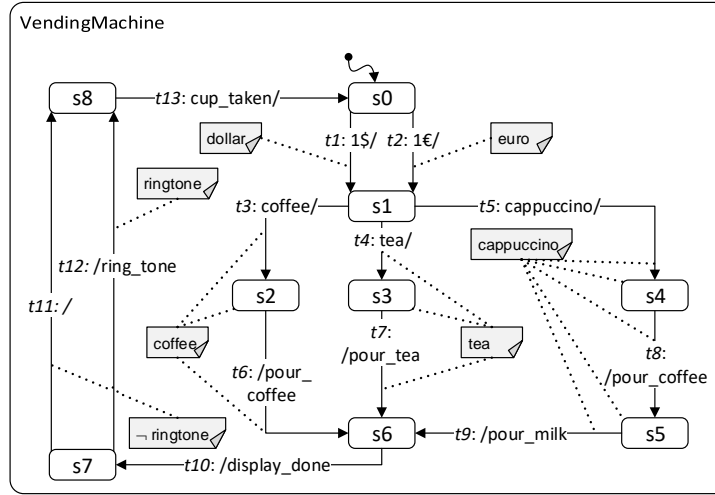 VendingMachine
s8
t13: cup_taken/
s0
dollar
t1: 1$/
t2: 1€/
euro
ringtone
t3: coffee/
s1
t5: cappuccino/
t4: tea/
cappuccino
t12: /ring_tone
t11: /
s2
s3
s4
coffee
t7:
/pour_tea
tea
t8:
/pour_coffee
t6: /pour_
coffee
¬ ringtone
s7
t10: /display_done
s6
t9: /pour_milk
s5